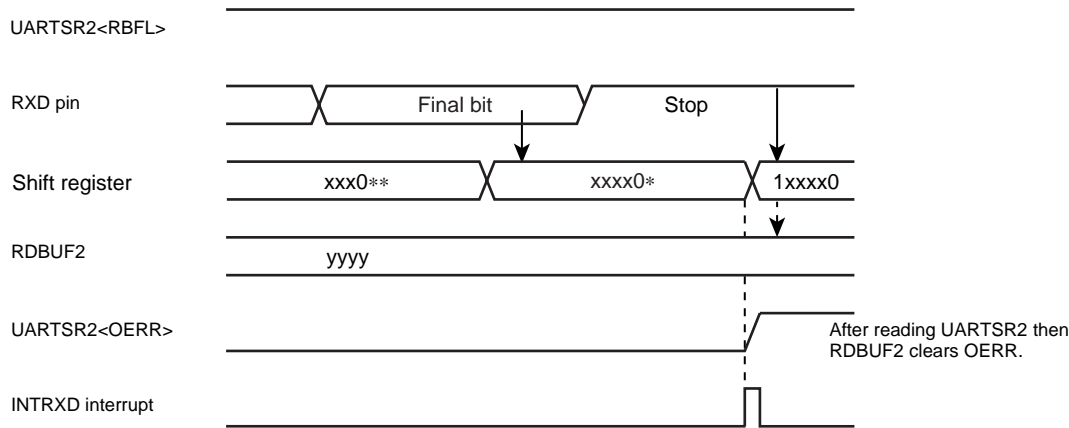 UARTSR2<RBFL>
RXD pin
Final bit
Stop
Shift register
xxx0**
xxxx0*
1xxxx0
RDBUF2
yyyy
UARTSR2<OERR>
After reading UARTSR2 then
RDBUF2 clears OERR.
INTRXD interrupt